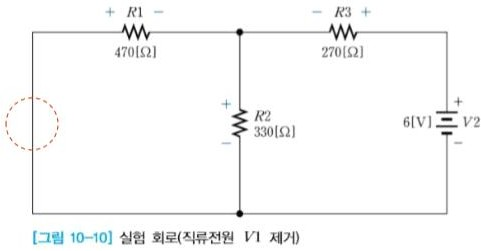 + R1 −
470[Ω]
− R3 +
270[Ω]
+
R2
330[Ω]
−
+
6[V] V2
−
[그림 10-10] 실험 회로(직류전원 V1 제거)